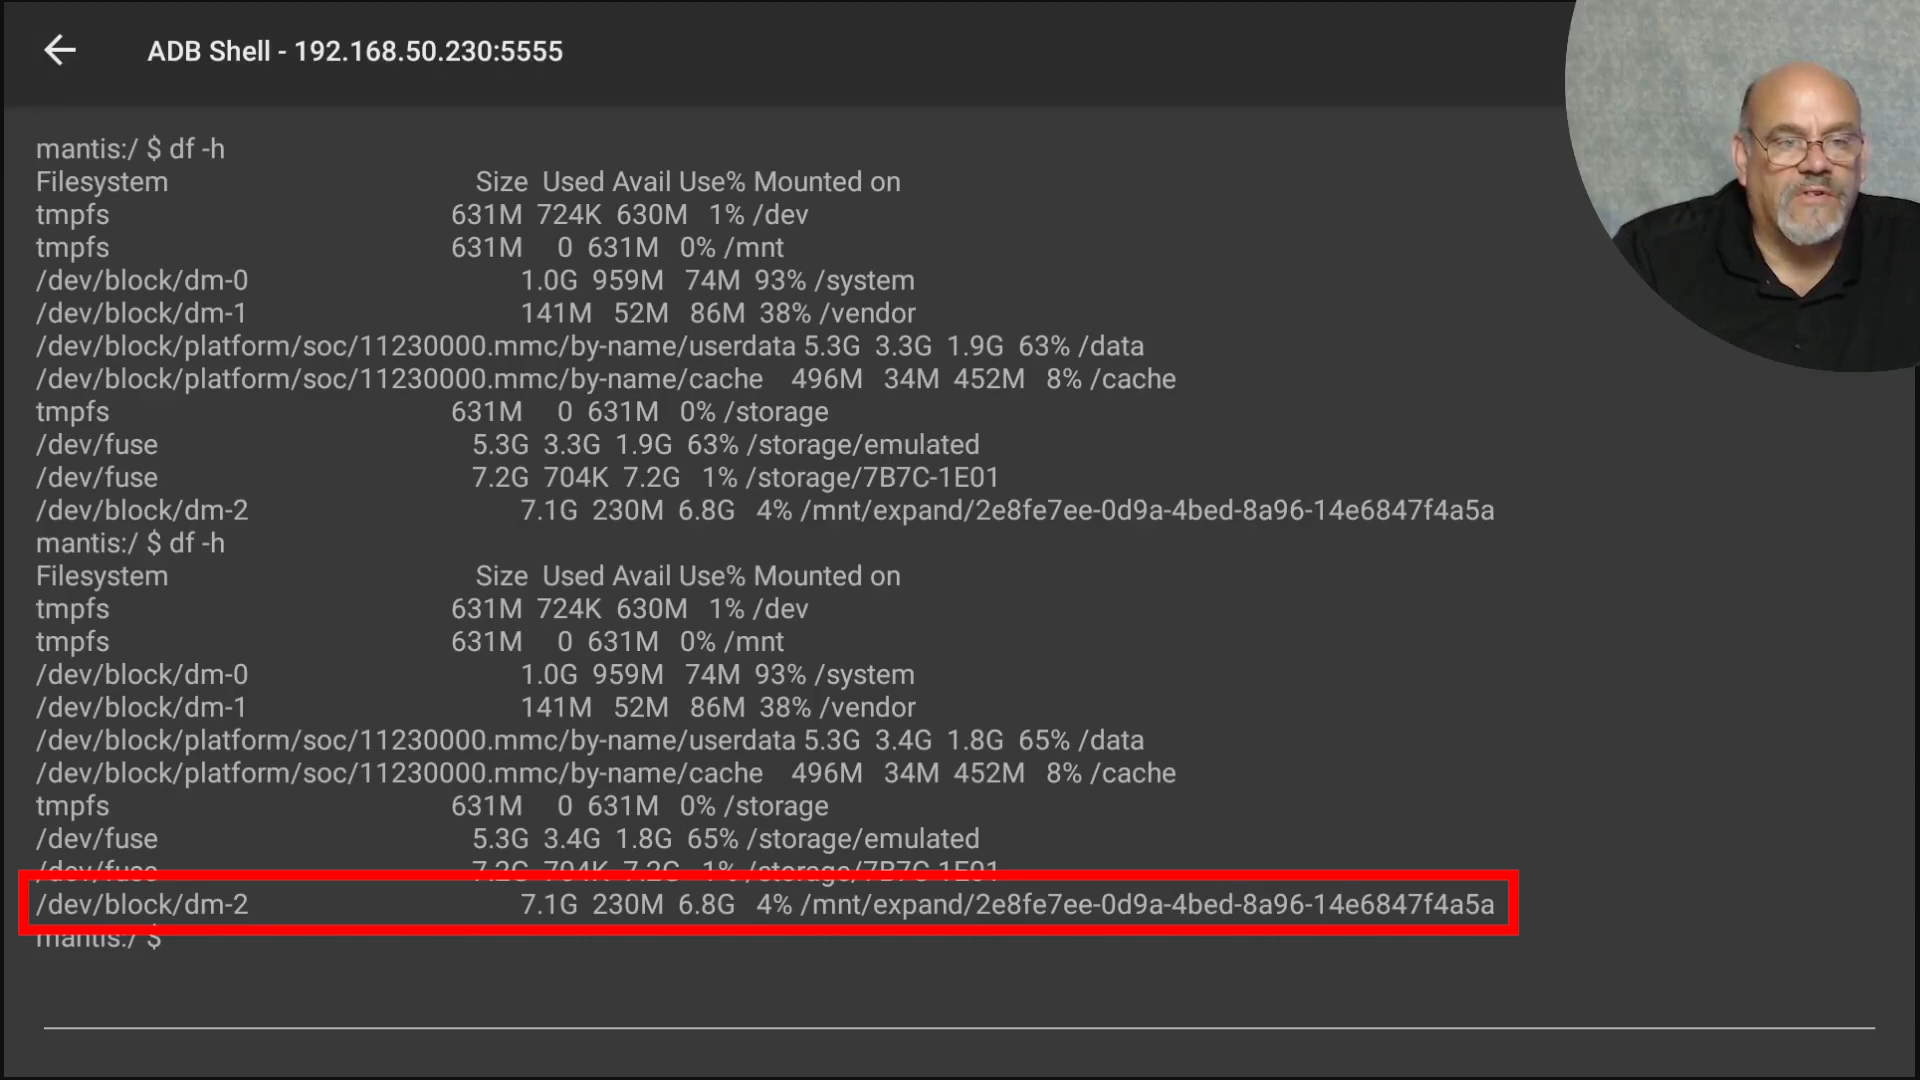 ADB Shell - 192.168.50.230:5555
mantis:/ $ df -h
Filesystem Size Used Avail Use% Mounted on
tmpfs 631M 724K 630M 1% /dev
tmpfs 631M 0 631M 0% /mnt
/dev/block/dm-0 1.0G 959M 74M 93% /system
/dev/block/dm-1 141M 52M 86M 38% /vendor
/dev/block/platform/soc/11230000.mmc/by-name/userdata 5.3G 3.3G 1.9G 63% /data
/dev/block/platform/soc/11230000.mmc/by-name/cache 496M 34M 452M 8% /cache
tmpfs 631M 0 631M 0% /storage
/dev/fuse 5.3G 3.3G 1.9G 63% /storage/emulated
/dev/fuse 7.2G 704K 7.2G 1% /storage/7B7C-1E01
/dev/block/dm-2 7.1G 230M 6.8G 4% /mnt/expand/2e8fe7ee-0d9a-4bed-8a96-14e6847f4a5a
mantis:/ $ df -h
Filesystem Size Used Avail Use% Mounted on
tmpfs 631M 724K 630M 1% /dev
tmpfs 631M 0 631M 0% /mnt
/dev/block/dm-0 1.0G 959M 74M 93% /system
/dev/block/dm-1 141M 52M 86M 38% /vendor
/dev/block/platform/soc/11230000.mmc/by-name/userdata 5.3G 3.4G 1.8G 65% /data
/dev/block/platform/soc/11230000.mmc/by-name/cache 496M 34M 452M 8% /cache
tmpfs 631M 0 631M 0% /storage
/dev/fuse 5.3G 3.4G 1.8G 65% /storage/emulated
/dev/fuse 7.2G 704K 7.2G 1% /storage/7B7C-1E01
/dev/block/dm-2 7.1G 230M 6.8G 4% /mnt/expand/2e8fe7ee-0d9a-4bed-8a96-14e6847f4a5a
mantis:/ $